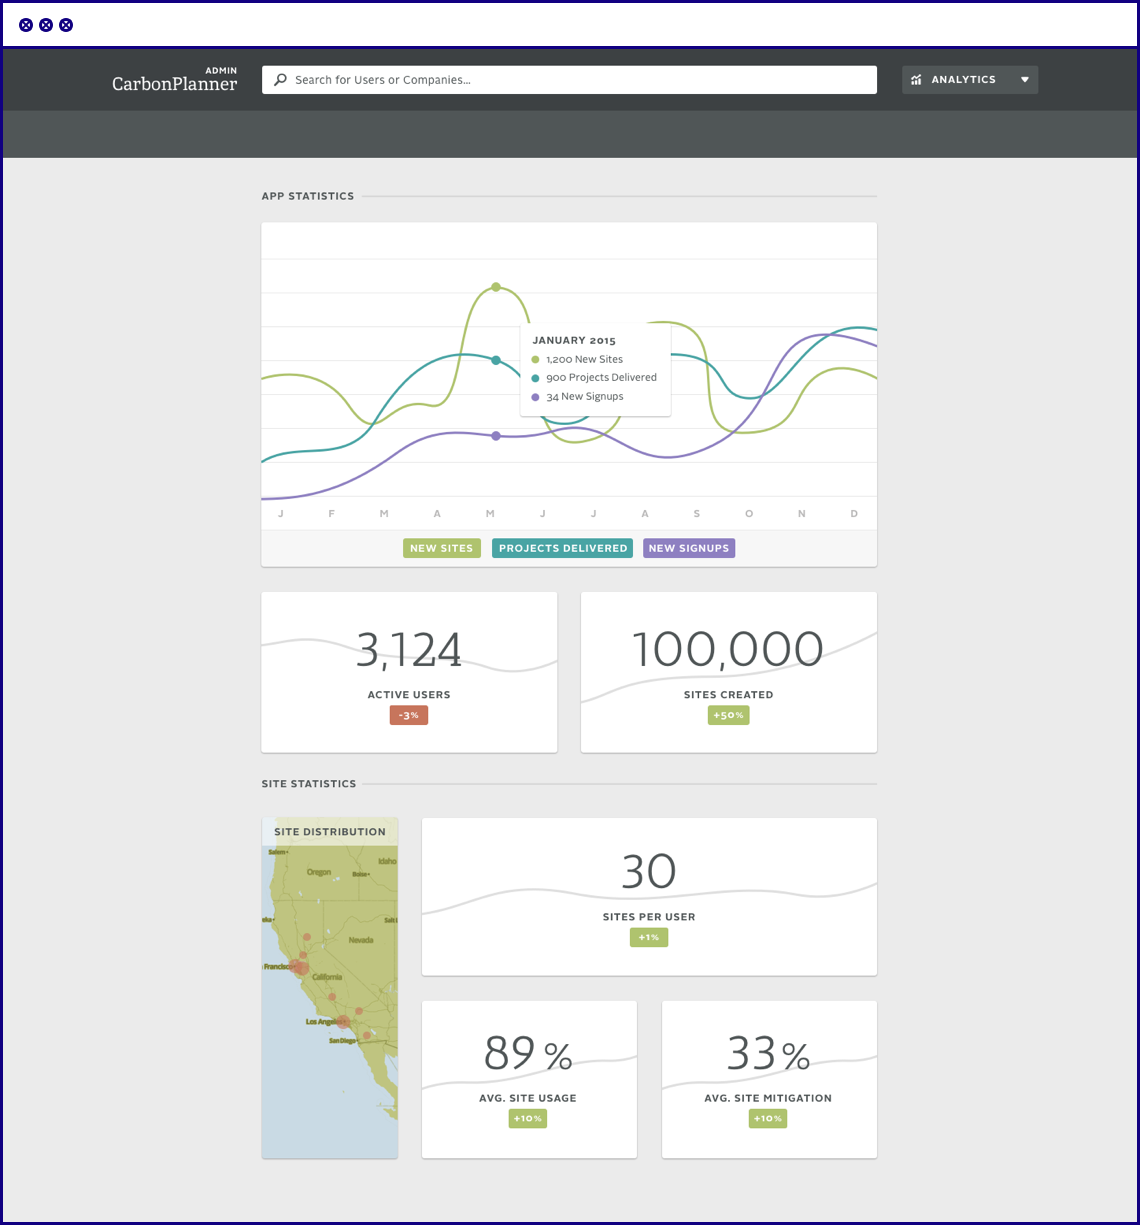 ADMIN
CarbonPlanner
Search for Users or Companies...
ANALYTICS
APP STATISTICS
JANUARY 2015
1,200 New Sites
900 Projects Delivered
34 New Signups
J F M A M J J A S O N D
NEW SITES PROJECTS DELIVERED NEW SIGNUPS
3,124
ACTIVE USERS
-3%
100,000
SITES CREATED
+50%
SITE STATISTICS
SITE DISTRIBUTION
Salem
Idaho
Oregon
Boise
eka
Salt
Nevada
Francisco
California
Los Angeles
San Diego
30
SITES PER USER
+1%
89 %
AVG. SITE USAGE
+10%
33%
AVG. SITE MITIGATION
+10%